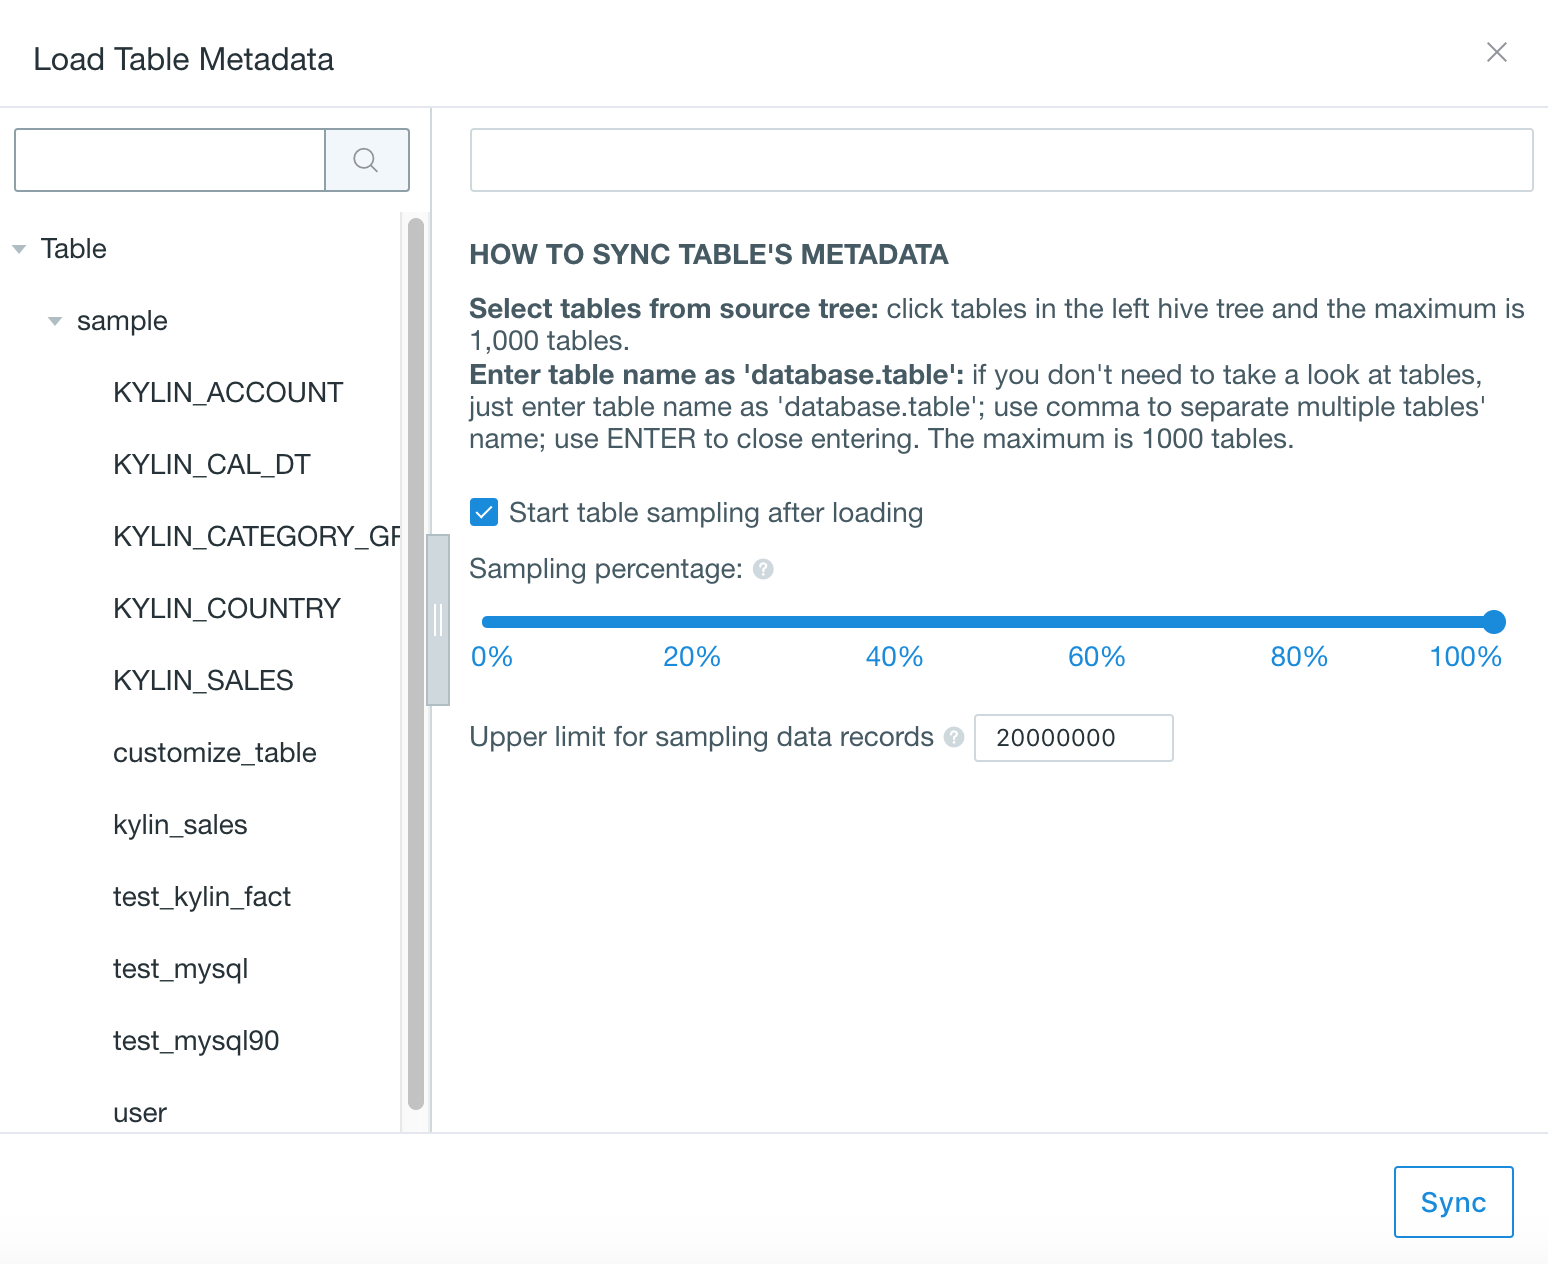 Load Table Metadata
Table
sample
KYLIN_ACCOUNT
KYLIN_CAL_DT
KYLIN_CATEGORY_GR
KYLIN_COUNTRY
KYLIN_SALES
customize_table
kylin_sales
test_kylin_fact
test_mysql
test_mysql90
user
HOW TO SYNC TABLE'S METADATA
Select tables from source tree: click tables in the left hive tree and the maximum is
1,000 tables.
Enter table name as 'database.table': if you don't need to take a look at tables,
just enter table name as 'database.table'; use comma to separate multiple tables'
name; use ENTER to close entering. The maximum is 1000 tables.
Start table sampling after loading
Sampling percentage: ?
0% 20% 40% 60% 80% 100%
Upper limit for sampling data records ? 20000000
Sync